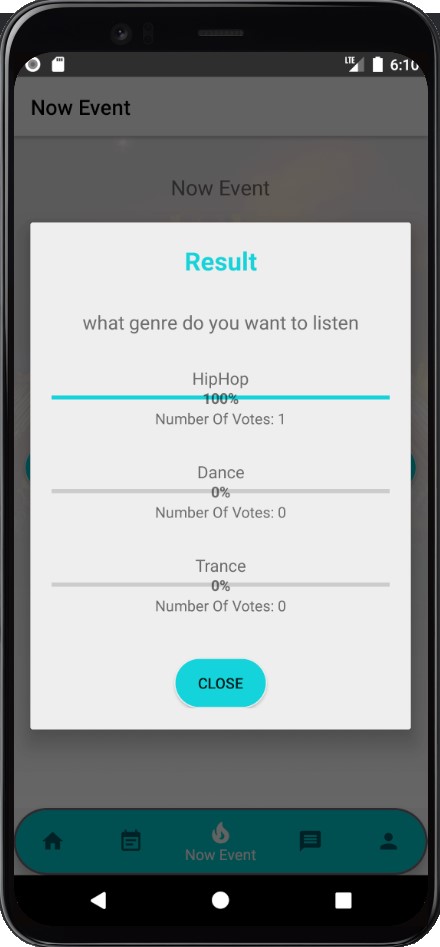 LTE 6:10
Now Event
Now Event
Result
what genre do you want to listen
HipHop
100%
Number Of Votes: 1
Dance
0%
Number Of Votes: 0
Trance
0%
Number Of Votes: 0
CLOSE
Now Event